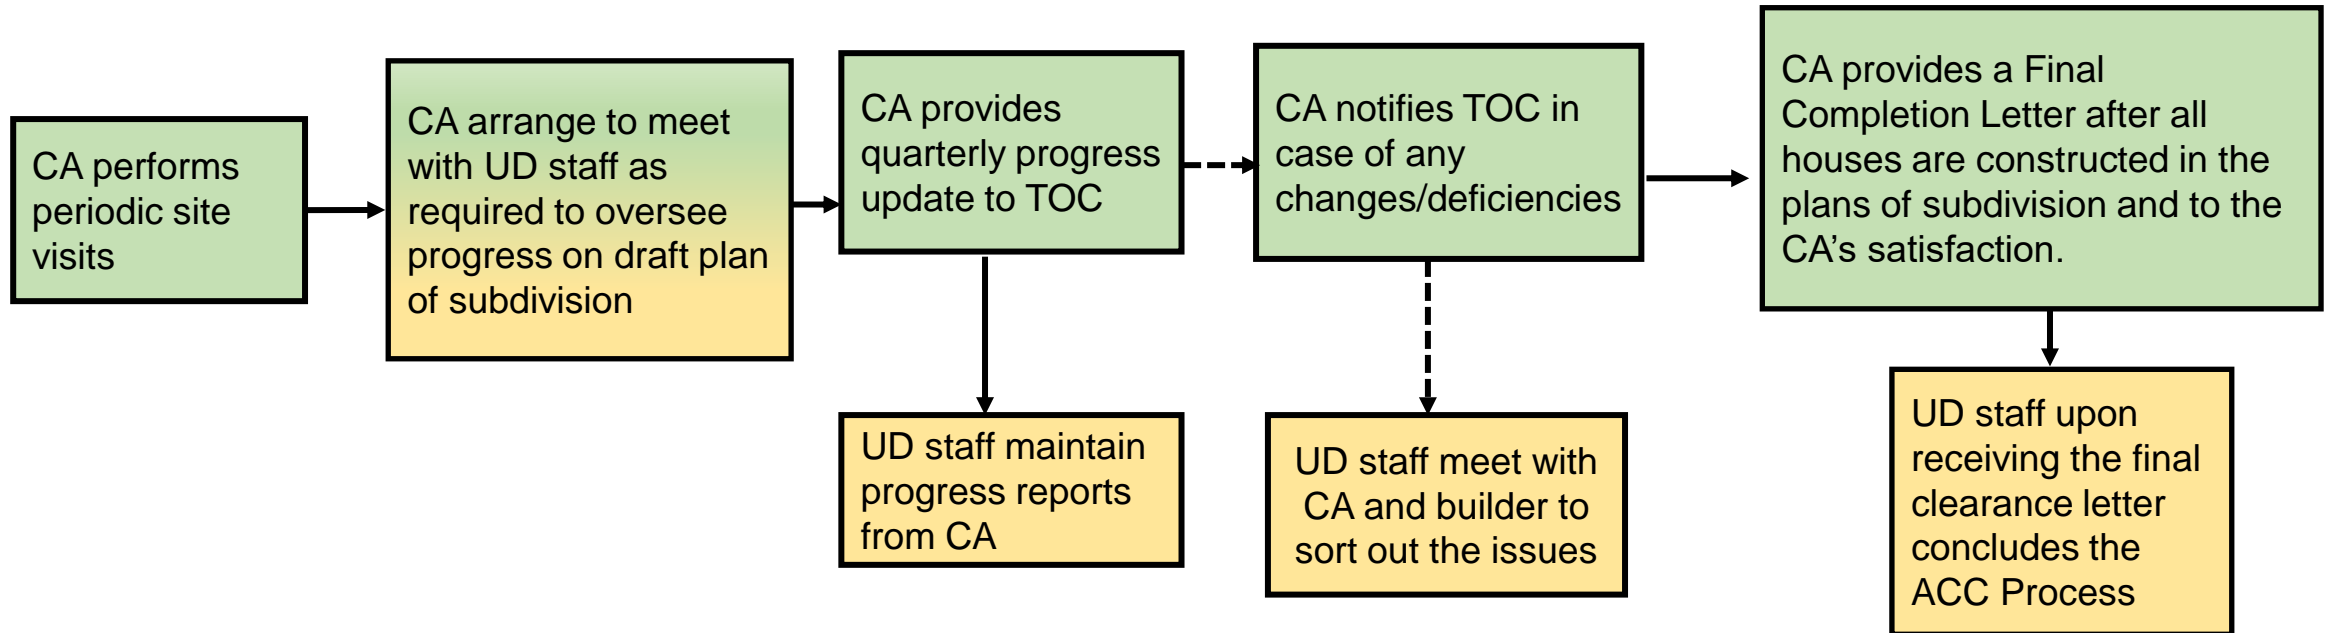 CA performs
periodic site
visits
CA arrange to meet
with UD staff as
required to oversee
progress on draft plan
of subdivision
CA provides
quarterly progress
update to TOC
CA notifies TOC in
case of any
changes/deficiencies
CA provides a Final
Completion Letter after all
houses are constructed in the
plans of subdivision and to the
CA’s satisfaction.
UD staff maintain
progress reports
from CA
UD staff meet with
CA and builder to
sort out the issues
UD staff upon
receiving the final
clearance letter
concludes the
ACC Process